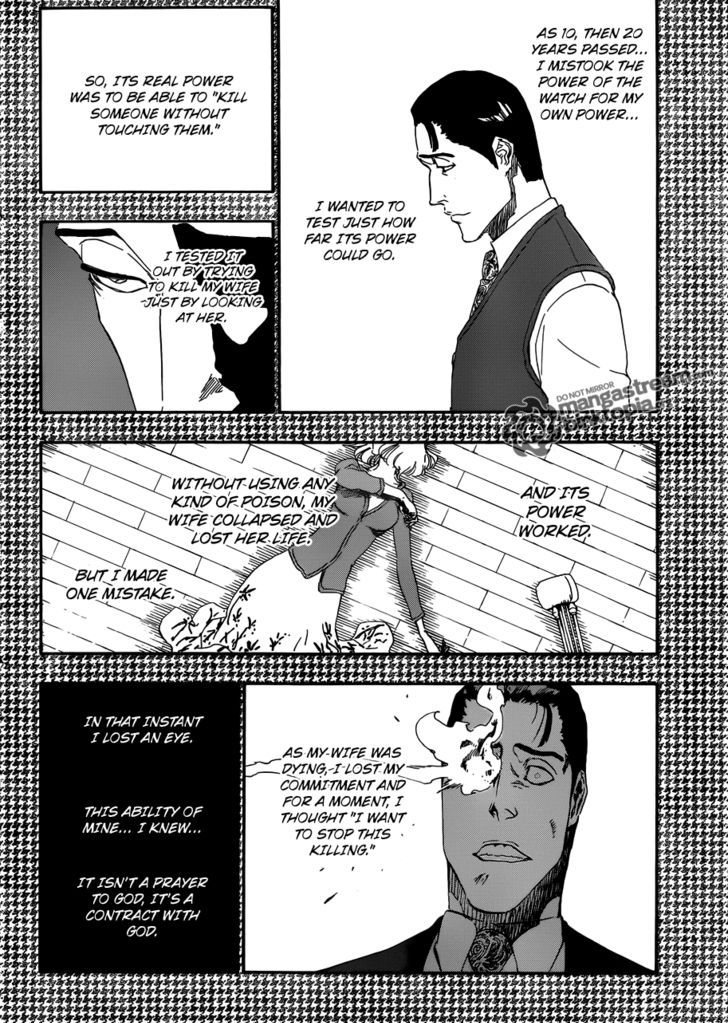 AS 10, THEN 20
YEARS PASSED...
I MISTOOK THE
POWER OF THE
WATCH FOR MY
OWN POWER...
SO, ITS REAL POWER
WAS TO BE ABLE TO "KILL
SOMEONE WITHOUT
TOUCHING THEM."
I WANTED TO
TEST JUST HOW
FAR ITS POWER
COULD GO.
I TESTED IT
OUT BY TRYING
TO KILL MY WIFE
JUST BY LOOKING
AT HER.
DO NOT MIRROR
mangastream.com
WITHOUT USING ANY
KIND OF POISON, MY
WIFE COLLAPSED AND
LOST HER LIFE.
AND ITS
POWER
WORKED.
BUT I MADE
ONE MISTAKE.
IN THAT INSTANT
I LOST AN EYE.
THIS ABILITY OF
MINE... I KNEW...
IT ISN'T A PRAYER
TO GOD, IT'S A
CONTRACT WITH
GOD.
AS MY WIFE WAS
DYING, I LOST MY
COMMITMENT AND
FOR A MOMENT, I
THOUGHT "I WANT
TO STOP THIS
KILLING."